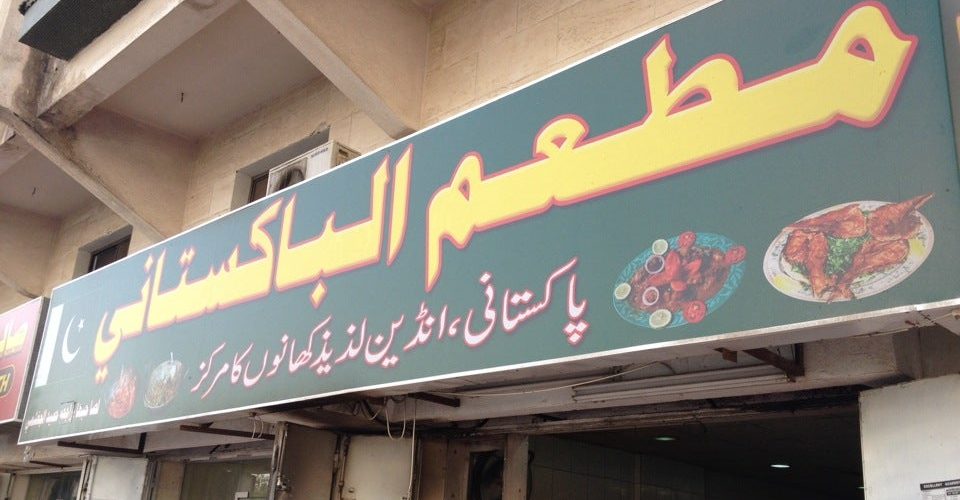 مطعم الباكستاني
پاکستانی، انڈین لذیذ کھانوں کا مرکز